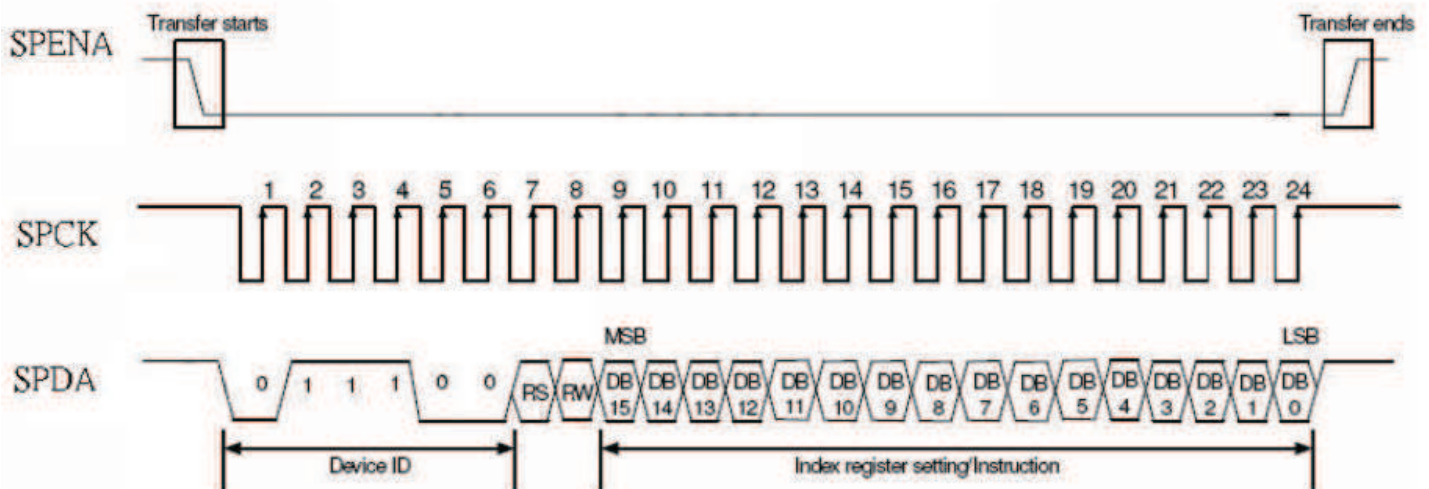 Transfer starts Transfer ends
SPENA
1 2 3 4 5 6 7 8 9 10 11 12 13 14 15 16 17 18 19 20 21 22 23 24
SPCK
MSB LSB
SPDA 0 1 1 1 0 0 RS RW DB 15 DB 14 DB 13 DB 12 DB 11 DB 10 DB 9 DB 8 DB 7 DB 6 DB 5 DB 4 DB 3 DB 2 DB 1 DB 0
Device ID Index register setting/Instruction